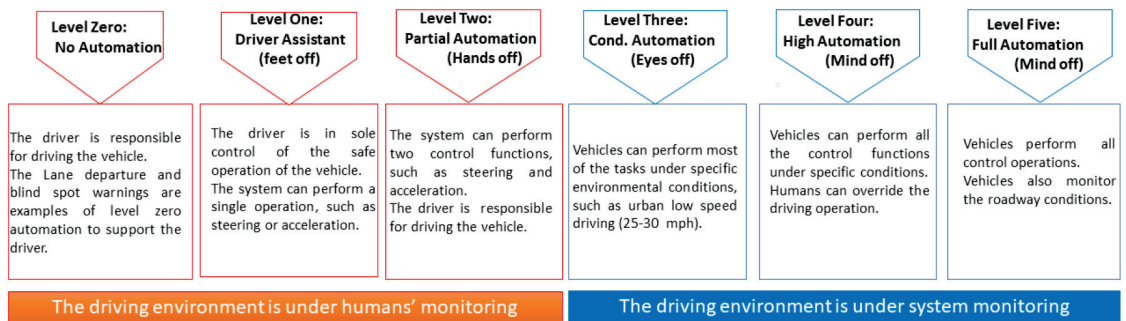 Level Zero:
No Automation
Level One:
Driver Assistant
(feet off)
Level Two:
Partial Automation
(Hands off)
Level Three:
Cond. Automation
(Eyes off)
Level Four:
High Automation
(Mind off)
Level Five:
Full Automation
(Mind off)
The driver is responsible
for driving the vehicle.
The Lane departure and
blind spot warnings are
examples of level zero
automation to support the
driver.
The driver is in sole
control of the safe
operation of the vehicle.
The system can perform a
single operation, such as
steering or acceleration.
The system can perform
two control functions,
such as steering and
acceleration.
The driver is responsible
for driving the vehicle.
Vehicles can perform most
of the tasks under specific
environmental conditions,
such as urban low speed
driving (25-30 mph).
Vehicles can perform all
the control functions
under specific conditions.
Humans can override the
driving operation.
Vehicles perform all
control operations.
Vehicles also monitor
the roadway conditions.
The driving environment is under humans’ monitoring
The driving environment is under system monitoring